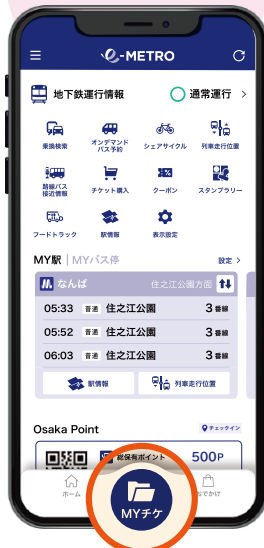 e-METRO
地下鉄運行情報 通常運行
乗換検索 オンデマンド シェアサイクル 列車走行位置
バス予約
路線バス チケット購入 クーポン スタンプラリー
接近情報
フードトラック 駅情報 表示設定
MY駅 | MYバス停 設定
なんば 住之江公園方面
05:33 普通 住之江公園 3番線
05:52 普通 住之江公園 3番線
06:03 普通 住之江公園 3番線
駅情報 列車走行位置
Osaka Point チェックイン
総保有ポイント 500P
ホーム MYチケ おでかけ